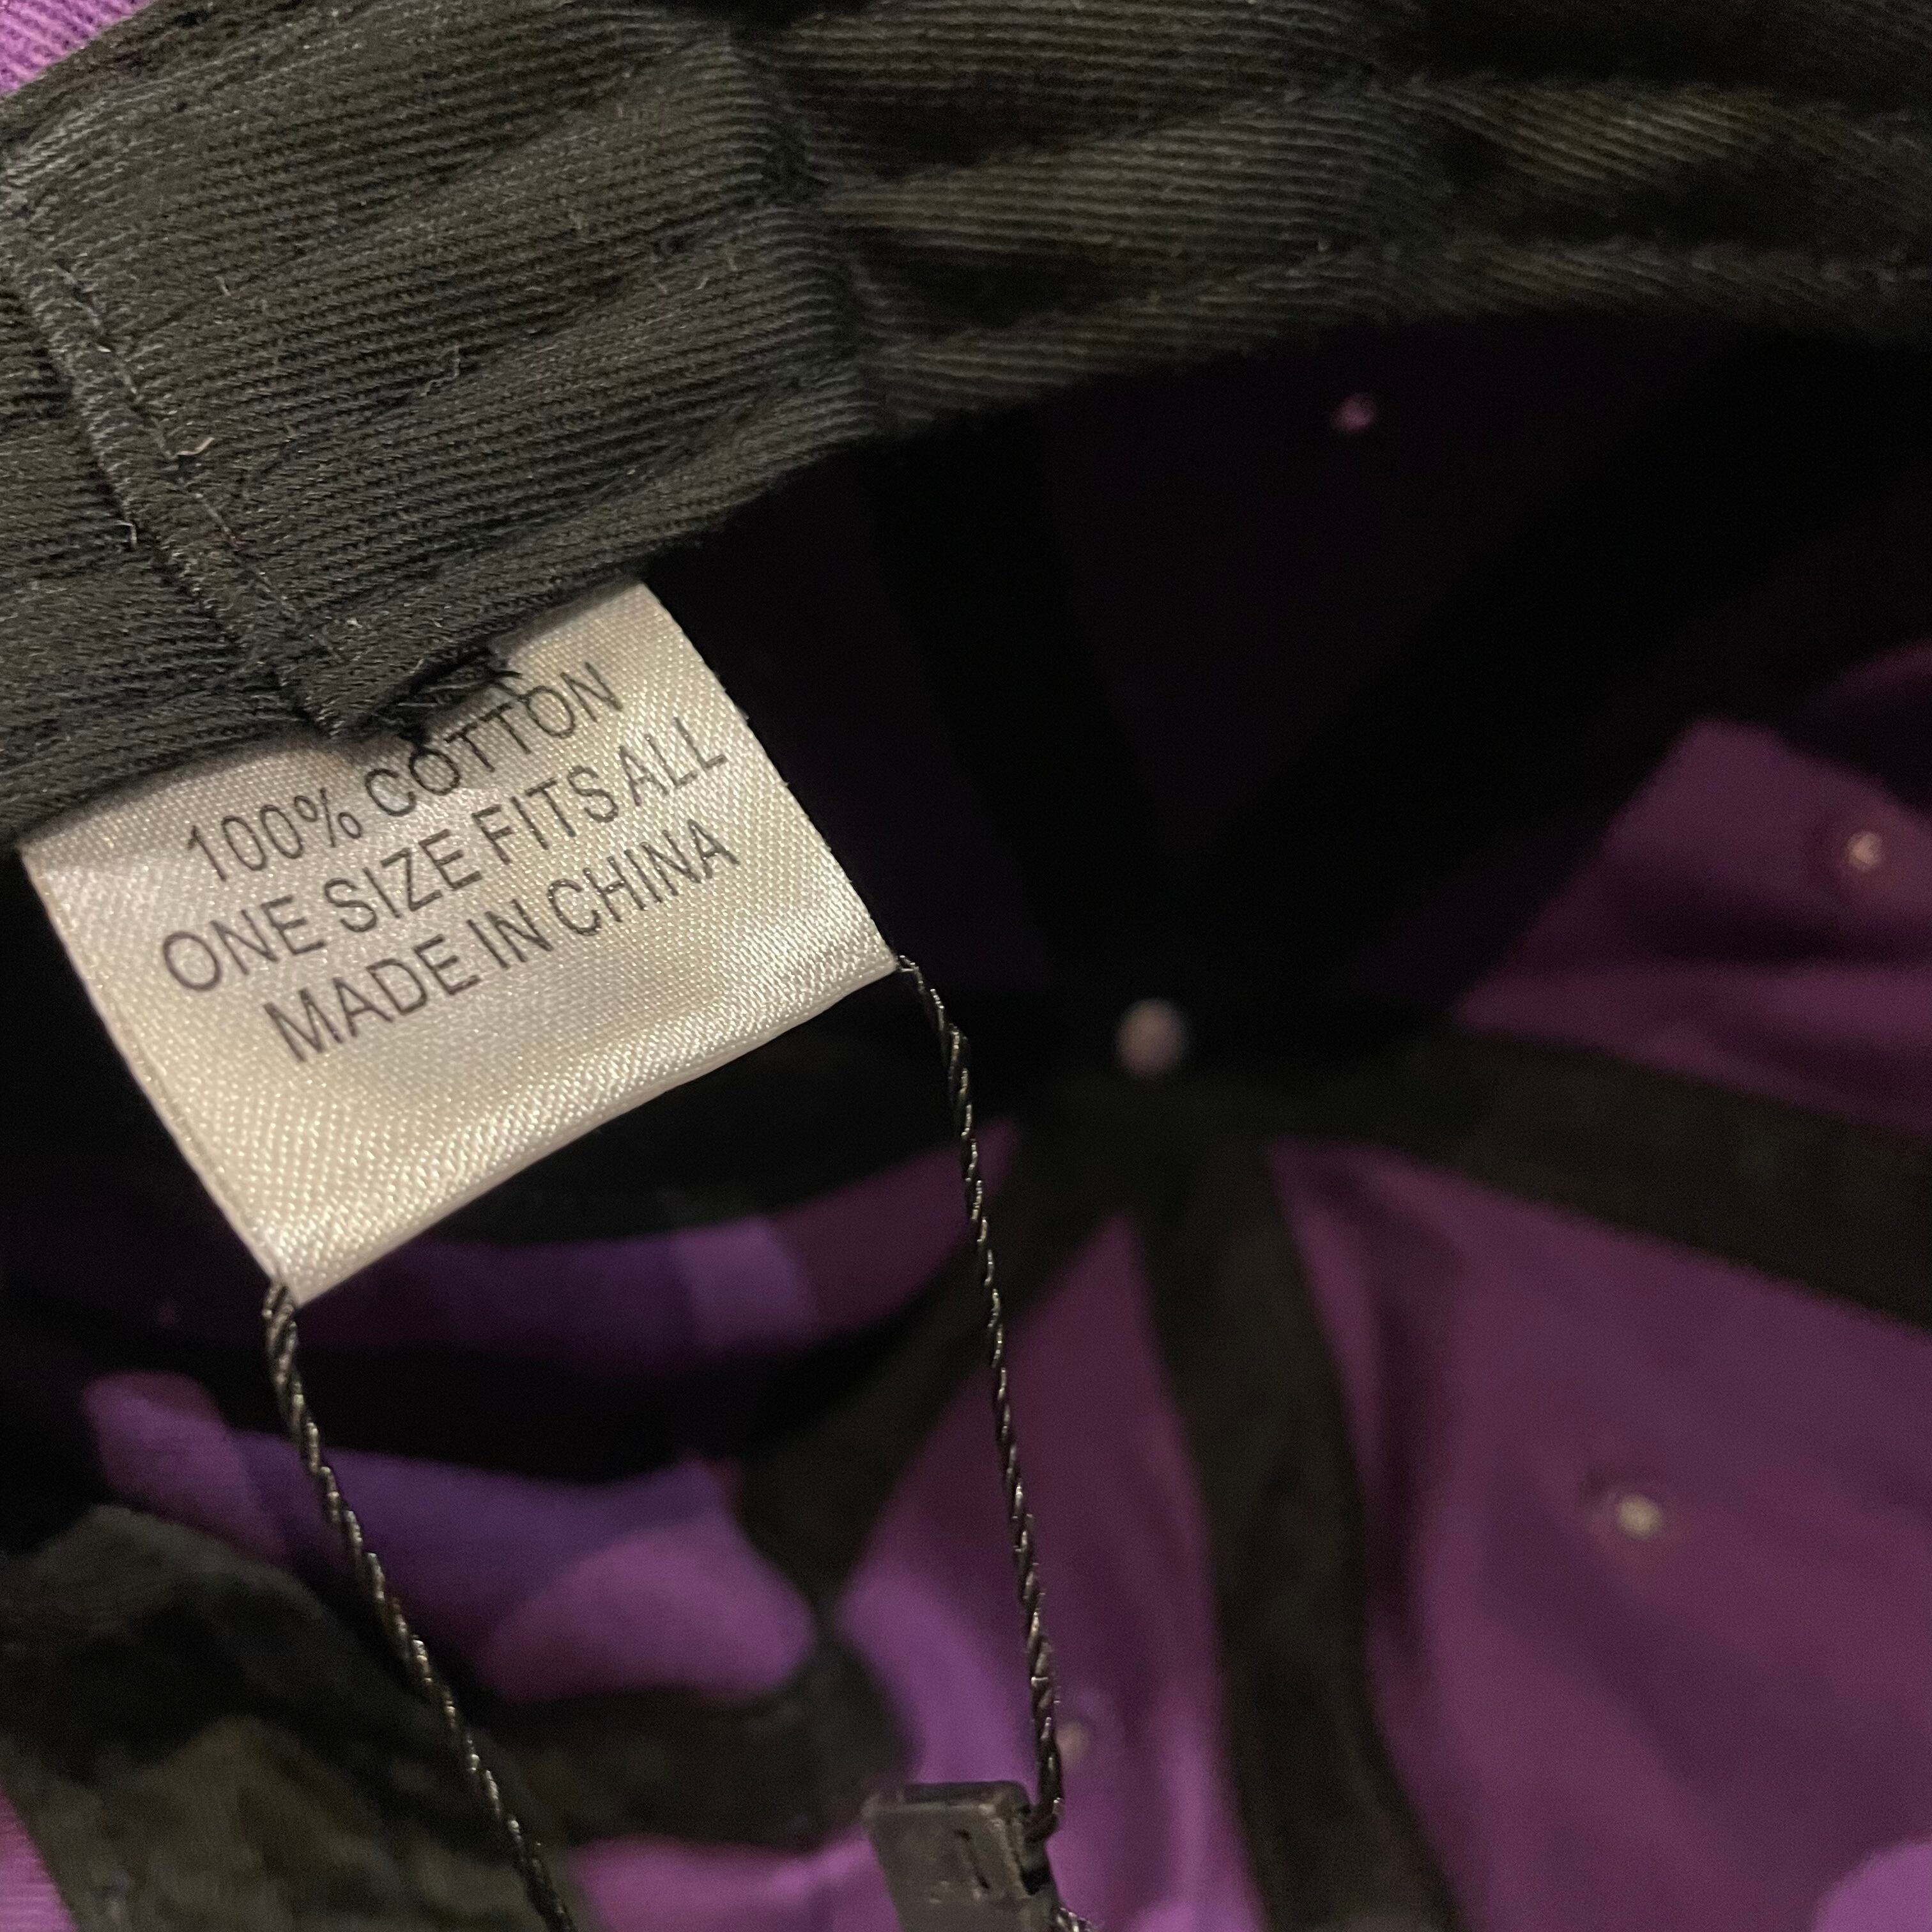 100% COTTON
ONE SIZE FITS ALL
MADE IN CHINA